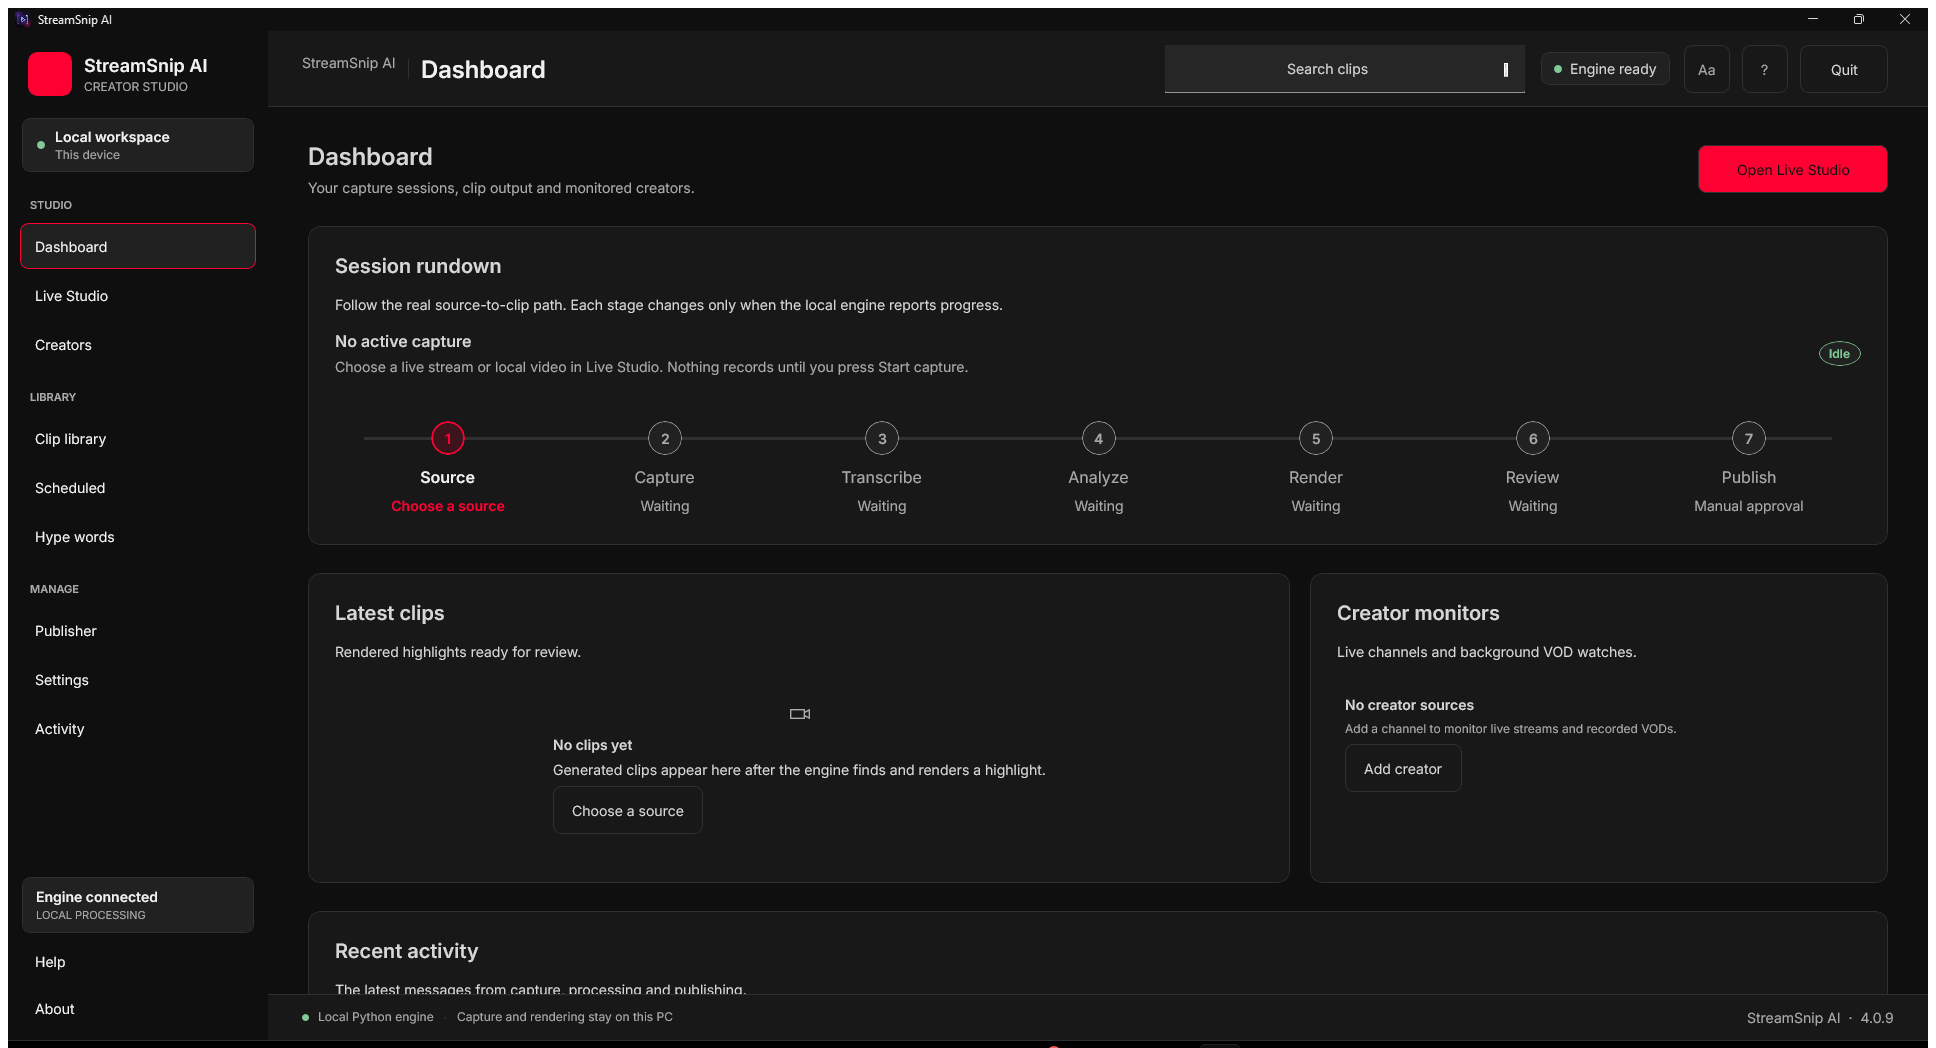 StreamSnip AI
StreamSnip AI
CREATOR STUDIO
Local workspace
This device
STUDIO
Dashboard
Live Studio
Creators
LIBRARY
Clip library
Scheduled
Hype words
MANAGE
Publisher
Settings
Activity
Engine connected
LOCAL PROCESSING
Help
About
StreamSnip AI
Dashboard
Search clips
Engine ready
Aa
?
Quit
Dashboard
Your capture sessions, clip output and monitored creators.
Open Live Studio
Session rundown
Follow the real source-to-clip path. Each stage changes only when the local engine reports progress.
No active capture
Choose a live stream or local video in Live Studio. Nothing records until you press Start capture.
Idle
1
Source
Choose a source
2
Capture
Waiting
3
Transcribe
Waiting
4
Analyze
Waiting
5
Render
Waiting
6
Review
Waiting
7
Publish
Manual approval
Latest clips
Rendered highlights ready for review.
No clips yet
Generated clips appear here after the engine finds and renders a highlight.
Choose a source
Creator monitors
Live channels and background VOD watches.
No creator sources
Add a channel to monitor live streams and recorded VODs.
Add creator
Recent activity
The latest messages from capture, processing and publishing.
Local Python engine · Capture and rendering stay on this PC
StreamSnip AI · 4.0.9